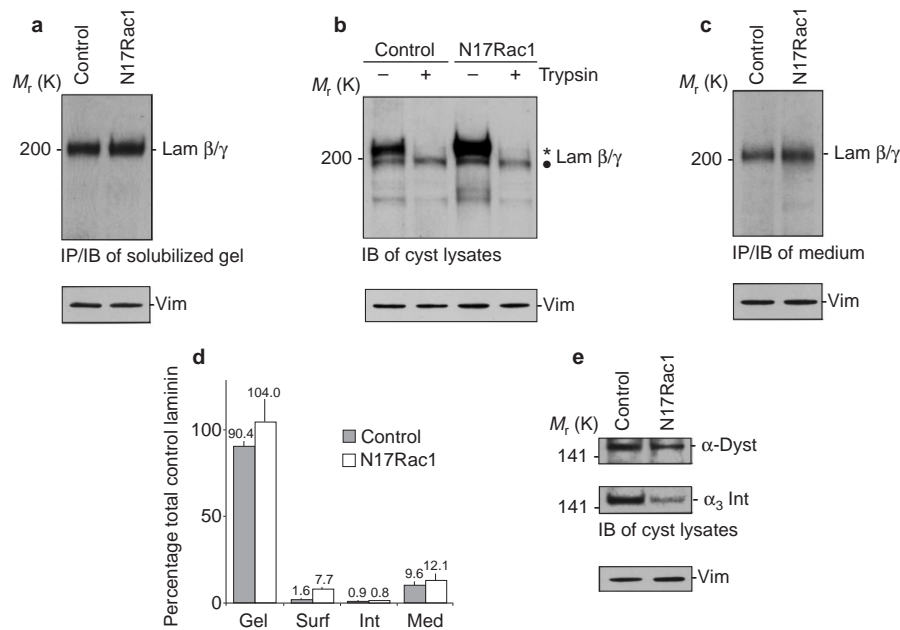 a
Control
N17Rac1
Mr (K)
200
Lam β/γ
IP/IB of solubilized gel
Vim
b
Control N17Rac1
– + – + Trypsin
Mr (K)
200
* Lam β/γ
●
IB of cyst lysates
Vim
c
Control
N17Rac1
Mr (K)
200
Lam β/γ
IP/IB of medium
Vim
d
Percentage total control laminin
100
50
0
90.4
104.0
1.6
7.7
0.9
0.8
9.6
12.1
Control
N17Rac1
Gel Surf Int Med
e
Control
N17Rac1
Mr (K)
141
α-Dyst
141
α3 Int
IB of cyst lysates
Vim